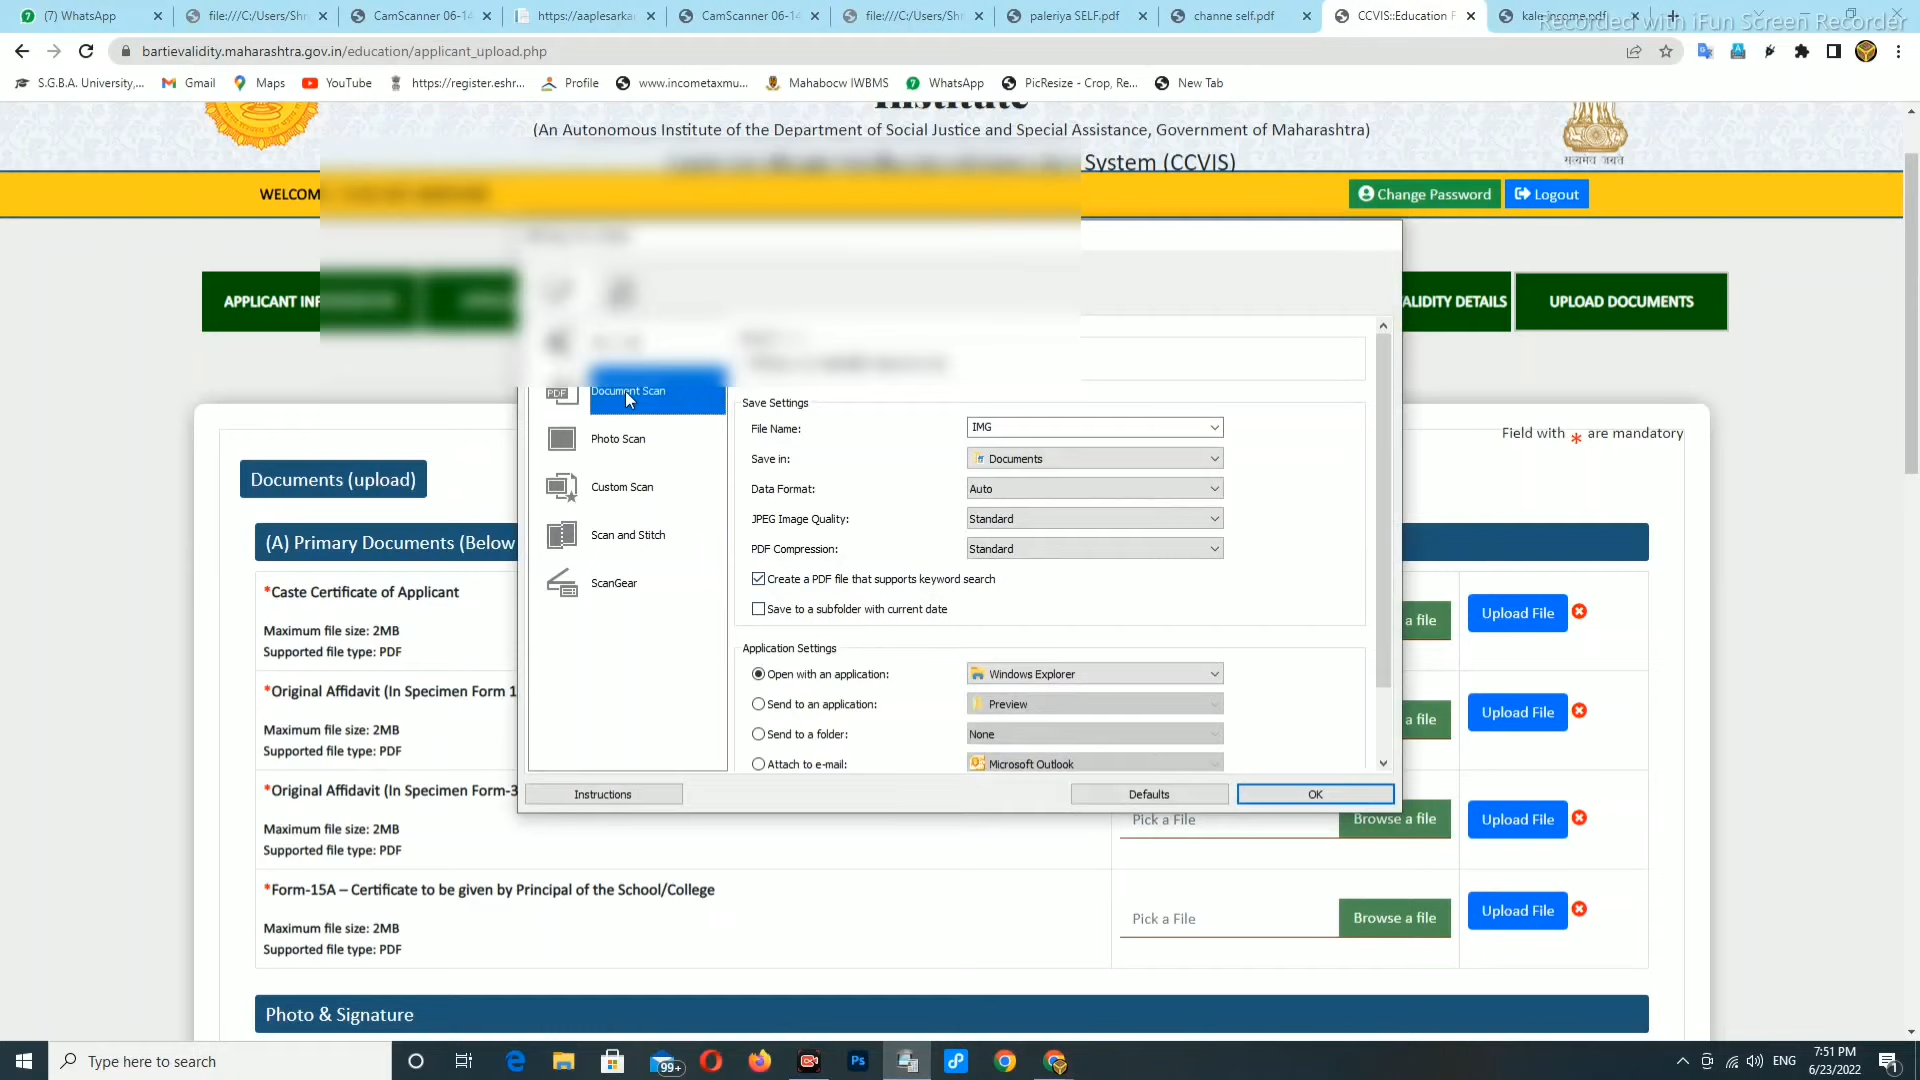 (7) WhatsApp
file:///C:/Users/Shr
CamScanner 06-14
https://aaplesarkar
CamScanner 06-14
file:///C:/Users/Shr
paleriya SELF.pdf
channe self.pdf
CCVIS::Education F
kale income.pdf
Recorded with iFun Screen Recorder
bartievalidity.maharashtra.gov.in/education/applicant_upload.php
S.G.B.A. University,...
Gmail
Maps
YouTube
https://register.eshr...
Profile
www.incometaxmu...
Mahabocw IWBMS
WhatsApp
PicResize - Crop, Re...
New Tab
Institute
(An Autonomous Institute of the Department of Social Justice and Special Assistance, Government of Maharashtra)
System (CCVIS)
सत्यमेव जयते
WELCOM
Change Password
Logout
APPLICANT INF
ALIDITY DETAILS
UPLOAD DOCUMENTS
Field with * are mandatory
Documents (upload)
(A) Primary Documents (Below
*Caste Certificate of Applicant
Maximum file size: 2MB
Supported file type: PDF
a file
Upload File
*Original Affidavit (In Specimen Form 1
Maximum file size: 2MB
Supported file type: PDF
a file
Upload File
*Original Affidavit (In Specimen Form-3
Maximum file size: 2MB
Supported file type: PDF
Pick a File
Browse a file
Upload File
*Form-15A – Certificate to be given by Principal of the School/College
Maximum file size: 2MB
Supported file type: PDF
Pick a File
Browse a file
Upload File
Photo & Signature
PDF
Document Scan
Photo Scan
Custom Scan
Scan and Stitch
ScanGear
Save Settings
File Name:
IMG
Save in:
Documents
Data Format:
Auto
JPEG Image Quality:
Standard
PDF Compression:
Standard
Create a PDF file that supports keyword search
Save to a subfolder with current date
Application Settings
Open with an application:
Windows Explorer
Send to an application:
Preview
Send to a folder:
None
Attach to e-mail:
Microsoft Outlook
Instructions
Defaults
OK
Type here to search
99+
Ps
ENG
7:51 PM
6/23/2022
1